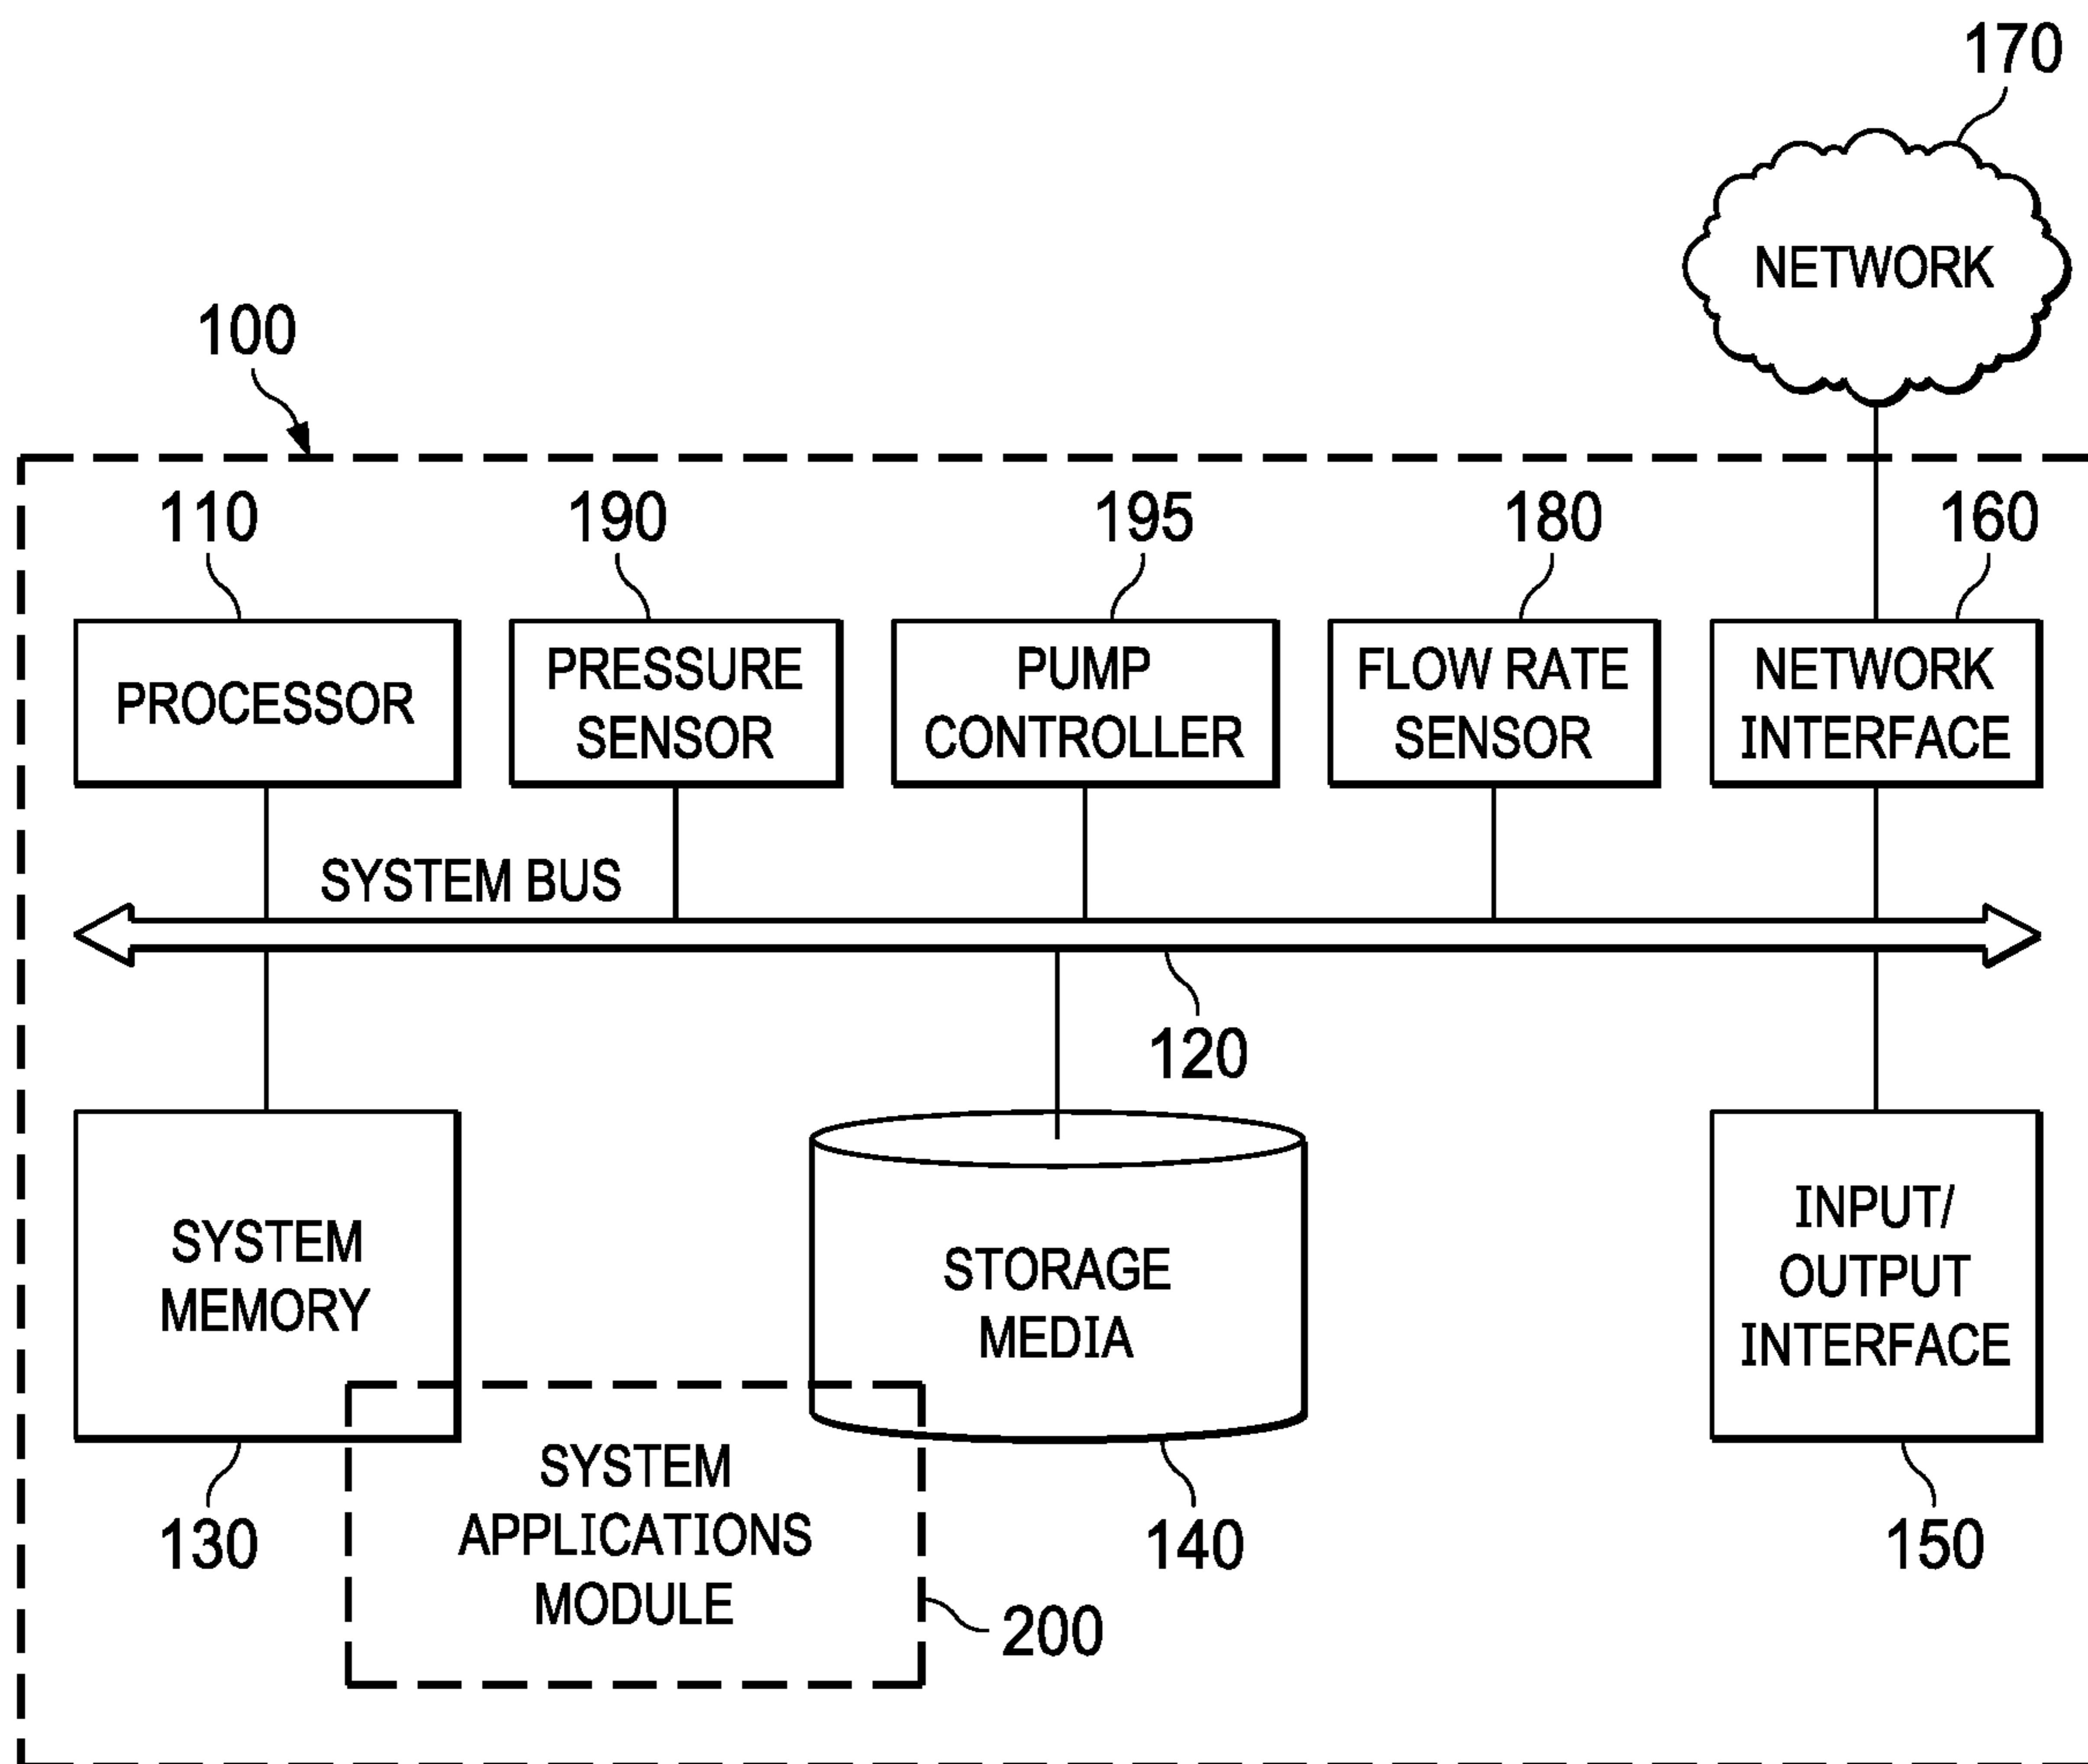 170
NETWORK
100
110
190
195
180
160
PROCESSOR
PRESSURE
SENSOR
PUMP
CONTROLLER
FLOW RATE
SENSOR
NETWORK
INTERFACE
SYSTEM BUS
120
SYSTEM
MEMORY
STORAGE
MEDIA
INPUT/
OUTPUT
INTERFACE
SYSTEM
APPLICATIONS
MODULE
130
140
150
200